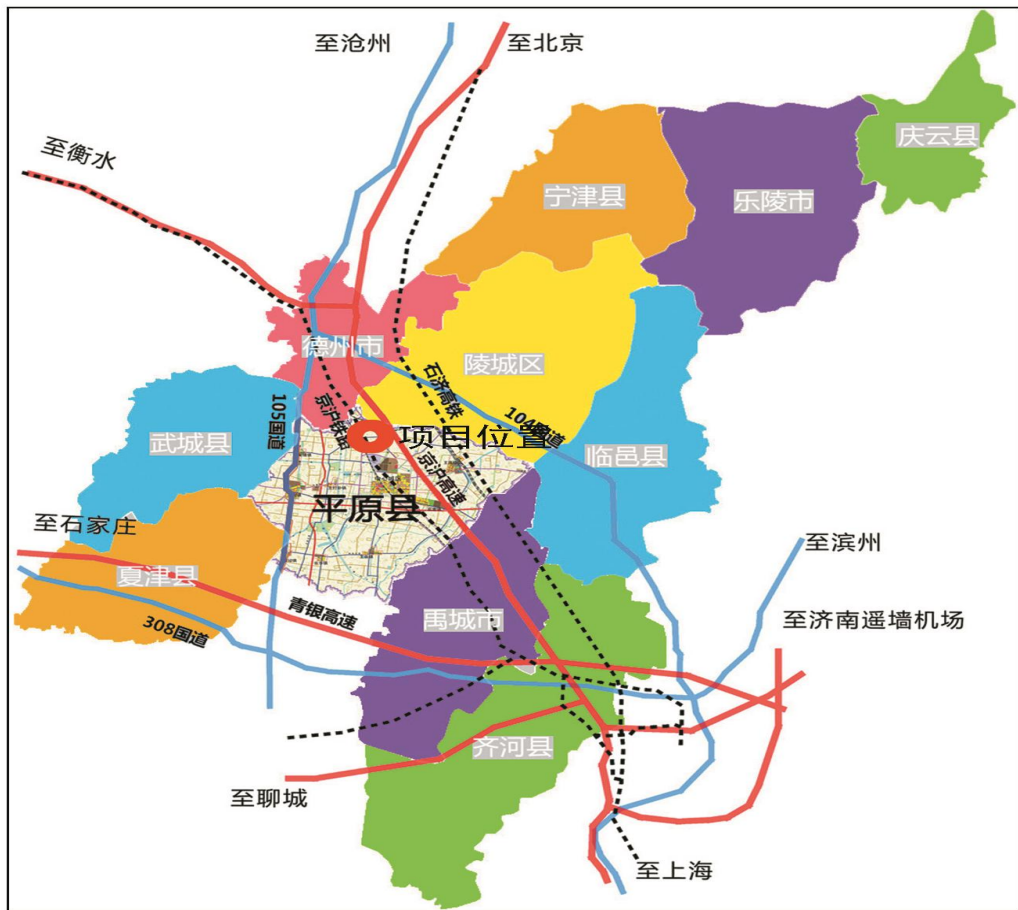 至沧州
至北京
庆云县
至衡水
宁津县
乐陵市
德州市
陵城区
石济高铁
105国道
京沪铁路
104国道
武城县
项目位置
京沪高速
临邑县
平原县
至石家庄
至滨州
夏津县
青银高速
禹城市
至济南遥墙机场
308国道
齐河县
至聊城
至上海